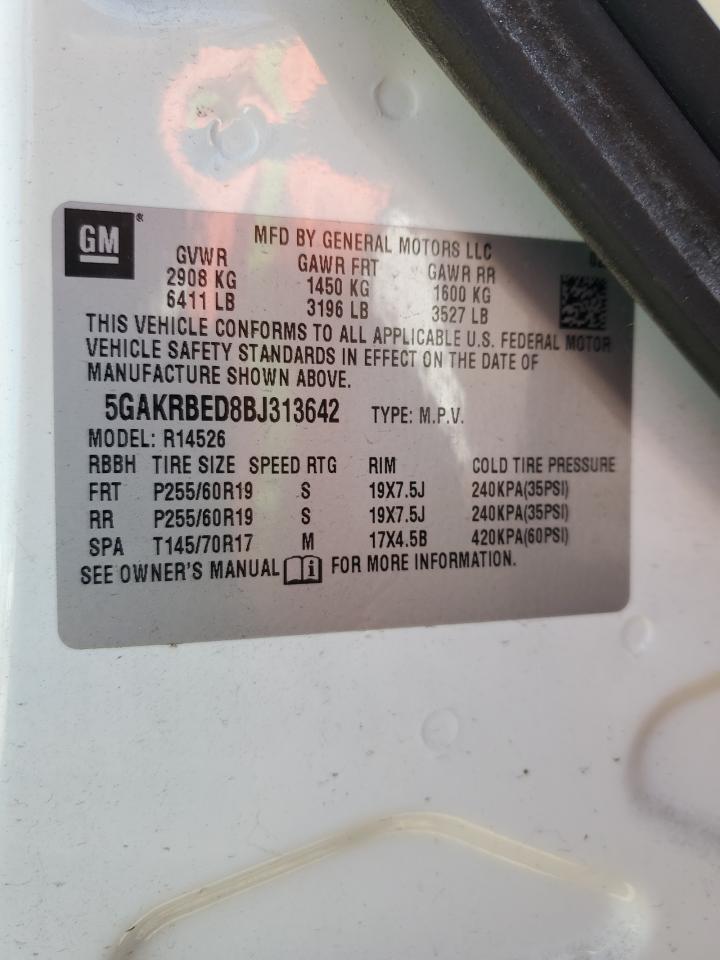 GM®
MFD BY GENERAL MOTORS LLC
GVWR GAWR FRT GAWR RR
2908 KG 1450 KG 1600 KG
6411 LB 3196 LB 3527 LB
THIS VEHICLE CONFORMS TO ALL APPLICABLE U.S. FEDERAL MOTOR
VEHICLE SAFETY STANDARDS IN EFFECT ON THE DATE OF
MANUFACTURE SHOWN ABOVE.
5GAKRBED8BJ313642 TYPE: M.P.V.
MODEL: R14526
RBBH TIRE SIZE SPEED RTG RIM COLD TIRE PRESSURE
FRT P255/60R19 S 19X7.5J 240KPA(35PSI)
RR P255/60R19 S 19X7.5J 240KPA(35PSI)
SPA T145/70R17 M 17X4.5B 420KPA(60PSI)
SEE OWNER'S MANUAL i FOR MORE INFORMATION.